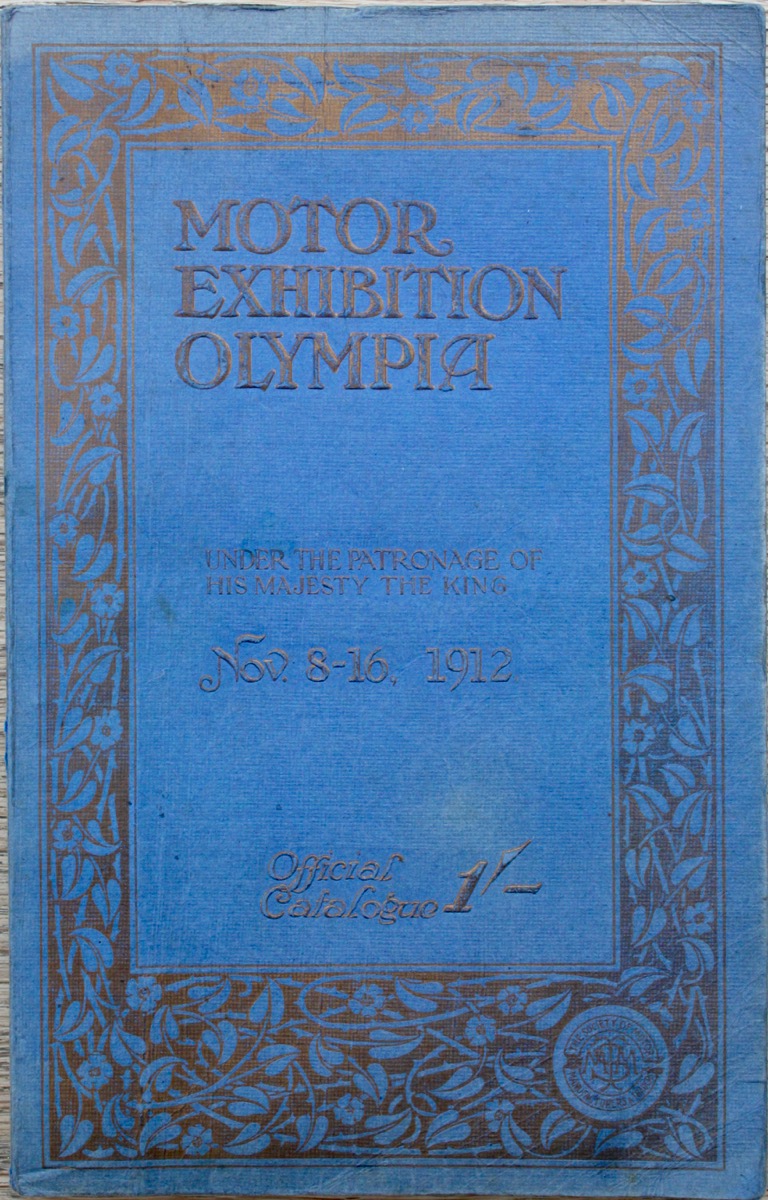 MOTOR
EXHIBITION
OLYMPIA
UNDER THE PATRONAGE OF
HIS MAJESTY THE KING
Nov. 8-16, 1912
Official
Catalogue 1/-